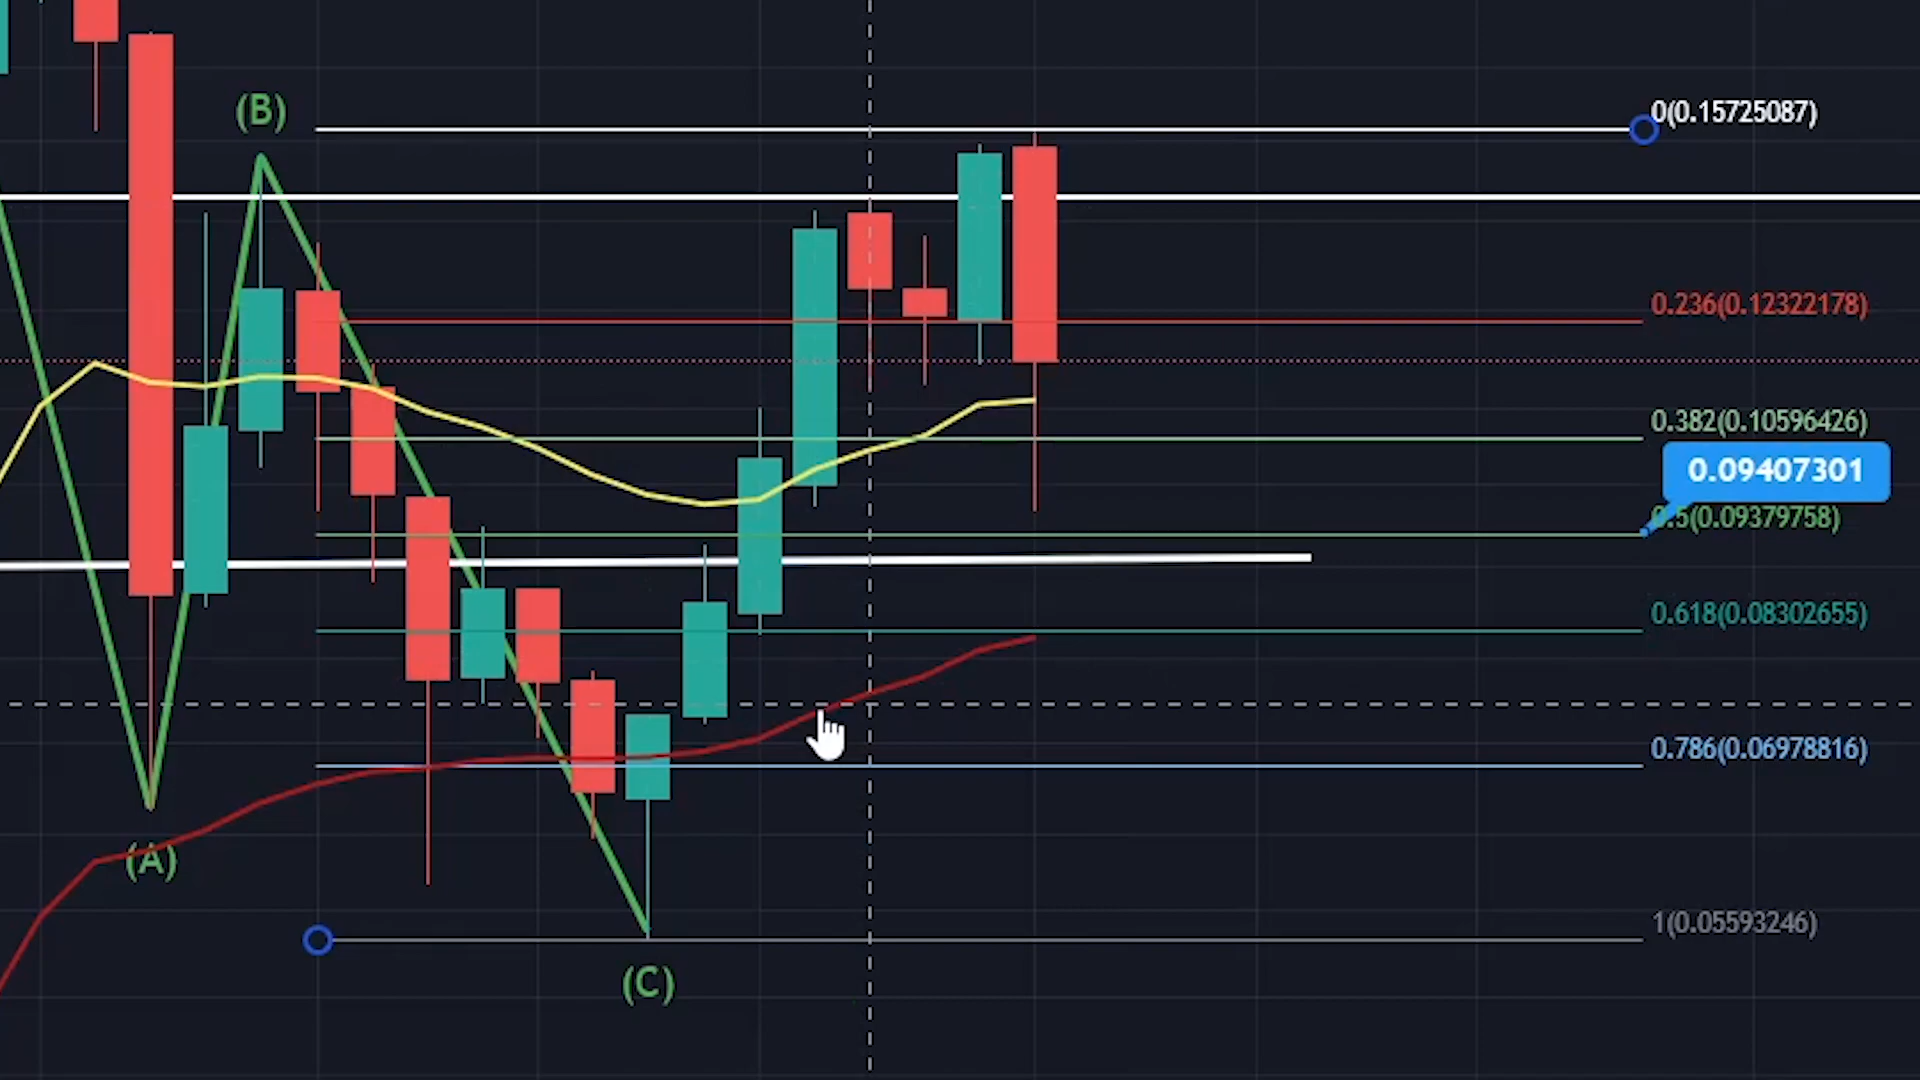 (B)
0(0.15725087)
0.236(0.12322178)
0.382(0.10596426)
0.09407301
0.5(0.09379758)
0.618(0.08302655)
0.786(0.06978816)
(A)
1(0.05593246)
(C)